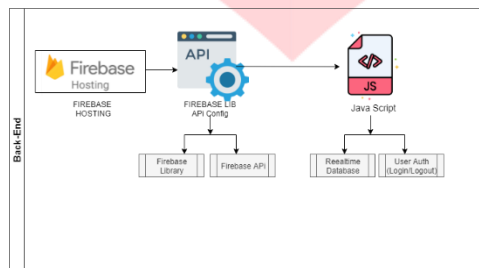 Back-End
Firebase
Hosting
FIREBASE
HOSTING
API
FIREBASE LIB
APi Config
JS
Java Script
Firebase
Library
Firebase APi
Reealtime
Database
User Auth
(Login/Logout)